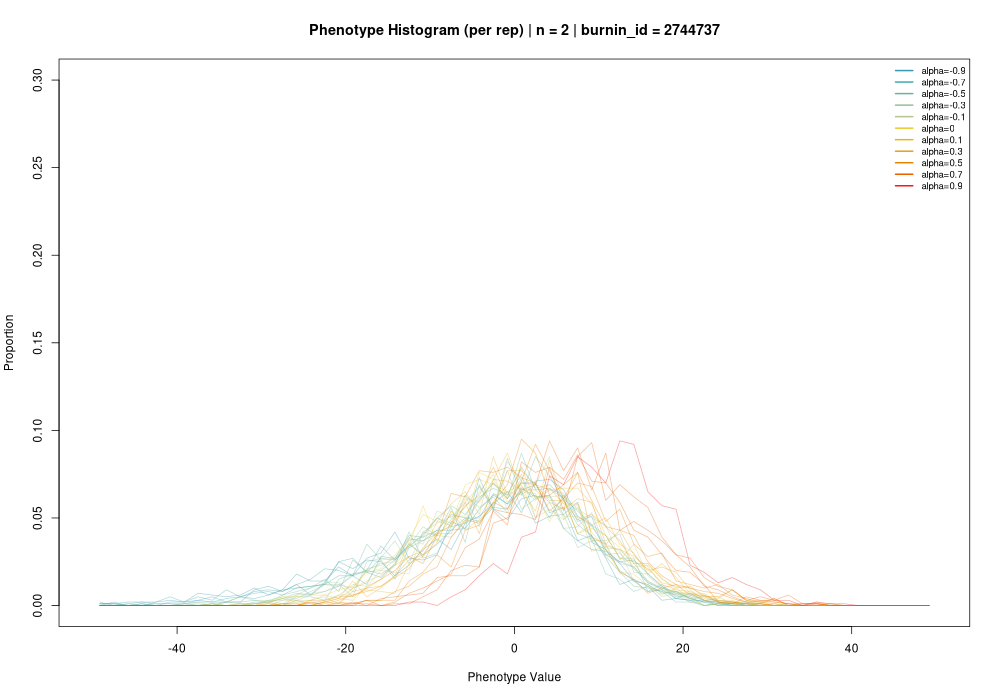 Phenotype Histogram (per rep) | n = 2 | burnin_id = 2744737
Proportion
0.30
0.25
0.20
0.15
0.10
0.05
0.00
alpha=-0.9
alpha=-0.7
alpha=-0.5
alpha=-0.3
alpha=-0.1
alpha=0
alpha=0.1
alpha=0.3
alpha=0.5
alpha=0.7
alpha=0.9
-40 -20 0 20 40
Phenotype Value